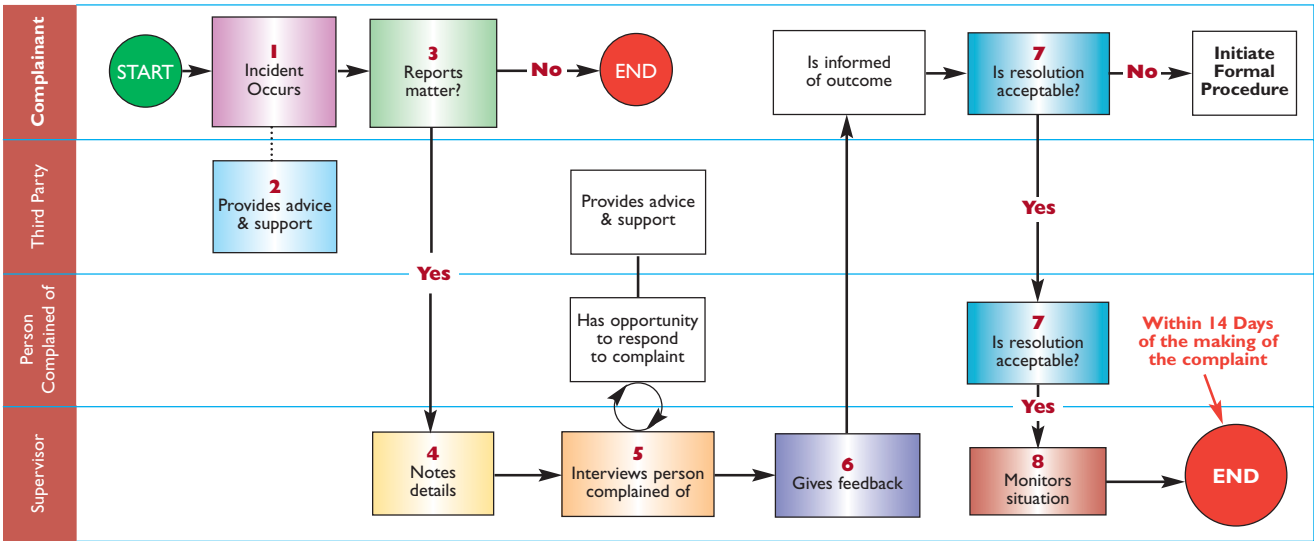 Complainant
START
1
Incident
Occurs
3
Reports
matter?
No
END
Is informed
of outcome
7
Is resolution
acceptable?
No
Initiate
Formal
Procedure
Third Party
2
Provides advice
& support
Provides advice
& support
Yes
Yes
Person
Complained of
Has opportunity
to respond
to complaint
7
Is resolution
acceptable?
Within 14 Days
of the making of
the complaint
Yes
Supervisor
4
Notes
details
5
Interviews person
complained of
6
Gives feedback
8
Monitors
situation
END